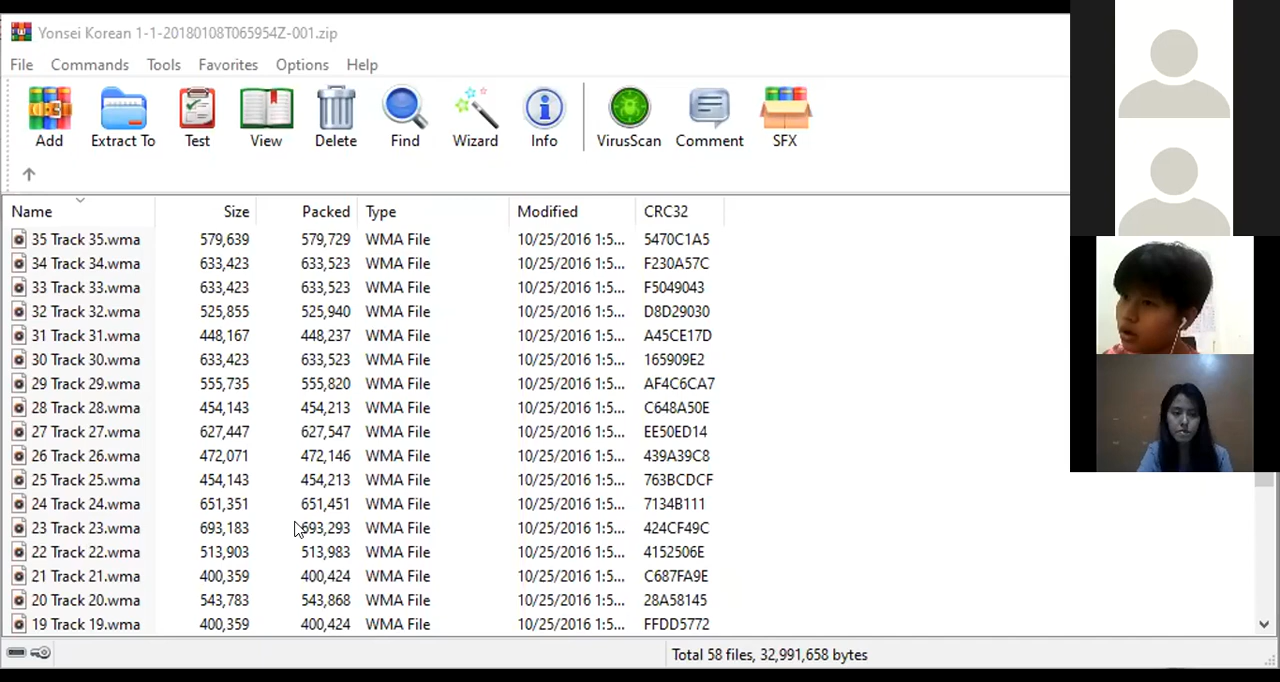 Yonsei Korean 1-1-20180108T065954Z-001.zip
File Commands Tools Favorites Options Help
Add Extract To Test View Delete Find Wizard Info VirusScan Comment SFX
Name Size Packed Type Modified CRC32
35 Track 35.wma 579,639 579,729 WMA File 10/25/2016 1:5... 5470C1A5
34 Track 34.wma 633,423 633,523 WMA File 10/25/2016 1:5... F230A57C
33 Track 33.wma 633,423 633,523 WMA File 10/25/2016 1:5... F5049043
32 Track 32.wma 525,855 525,940 WMA File 10/25/2016 1:5... D8D29030
31 Track 31.wma 448,167 448,237 WMA File 10/25/2016 1:5... A45CE17D
30 Track 30.wma 633,423 633,523 WMA File 10/25/2016 1:5... 165909E2
29 Track 29.wma 555,735 555,820 WMA File 10/25/2016 1:5... AF4C6CA7
28 Track 28.wma 454,143 454,213 WMA File 10/25/2016 1:5... C648A50E
27 Track 27.wma 627,447 627,547 WMA File 10/25/2016 1:5... EE50ED14
26 Track 26.wma 472,071 472,146 WMA File 10/25/2016 1:5... 439A39C8
25 Track 25.wma 454,143 454,213 WMA File 10/25/2016 1:5... 763BCDCF
24 Track 24.wma 651,351 651,451 WMA File 10/25/2016 1:5... 7134B111
23 Track 23.wma 693,183 693,293 WMA File 10/25/2016 1:5... 424CF49C
22 Track 22.wma 513,903 513,983 WMA File 10/25/2016 1:5... 4152506E
21 Track 21.wma 400,359 400,424 WMA File 10/25/2016 1:5... C687FA9E
20 Track 20.wma 543,783 543,868 WMA File 10/25/2016 1:5... 28A58145
19 Track 19.wma 400,359 400,424 WMA File 10/25/2016 1:5... FFDD5772
Total 58 files, 32,991,658 bytes